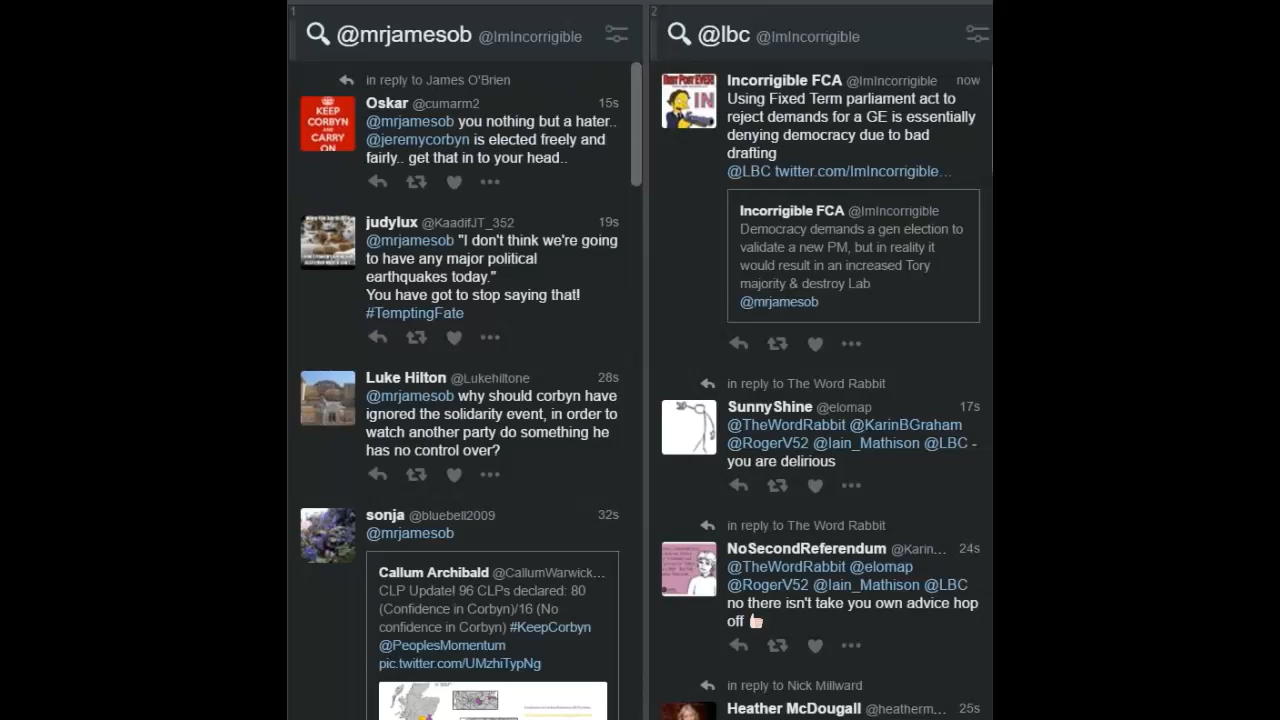 1
@mrjamesob @ImIncorrigible
in reply to James O'Brien
Oskar @cumarm2 15s
@mrjamesob you nothing but a hater..
@jeremycorbyn is elected freely and
fairly.. get that in to your head..
KEEP
CORBYN
AND
CARRY
ON
judylux @KaadifJT_352 19s
@mrjamesob "I don't think we're going
to have any major political
earthquakes today."
You have got to stop saying that!
#TemptingFate
Luke Hilton @Lukehiltone 28s
@mrjamesob why should corbyn have
ignored the solidarity event, in order to
watch another party do something he
has no control over?
sonja @bluebell2009 32s
@mrjamesob
Callum Archibald @CallumWarwick...
CLP Update! 96 CLPs declared: 80
(Confidence in Corbyn)/16 (No
confidence in Corbyn) #KeepCorbyn
@PeoplesMomentum
pic.twitter.com/UMzhiTypNg
2
@lbc @ImIncorrigible
Incorrigible FCA @ImIncorrigible now
Using Fixed Term parliament act to
reject demands for a GE is essentially
denying democracy due to bad
drafting
@LBC twitter.com/ImIncorrigible...
IN
Incorrigible FCA @ImIncorrigible
Democracy demands a gen election to
validate a new PM, but in reality it
would result in an increased Tory
majority & destroy Lab
@mrjamesob
in reply to The Word Rabbit
SunnyShine @elomap 17s
@TheWordRabbit @KarinBGraham
@RogerV52 @Iain_Mathison @LBC -
you are delirious
in reply to The Word Rabbit
NoSecondReferendum @Karin... 24s
@TheWordRabbit @elomap
@RogerV52 @Iain_Mathison @LBC
no there isn't take you own advice hop
off 👍🏻
in reply to Nick Millward
Heather McDougall @heatherm... 25s